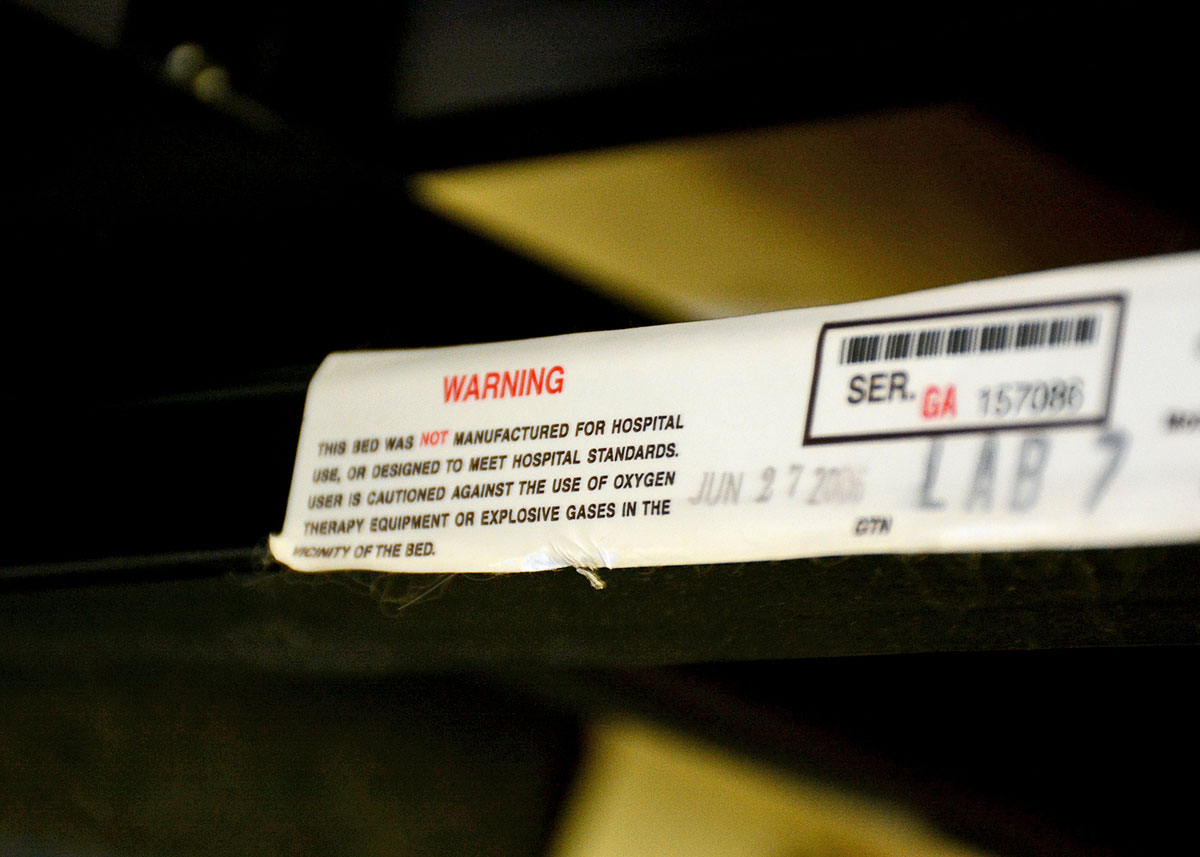 WARNING
THIS BED WAS NOT MANUFACTURED FOR HOSPITAL
USE, OR DESIGNED TO MEET HOSPITAL STANDARDS.
USER IS CAUTIONED AGAINST THE USE OF OXYGEN
THERAPY EQUIPMENT OR EXPLOSIVE GASES IN THE
VICINITY OF THE BED.
JUN 27 2006
SER. GA 157086
LAB 7
GTN